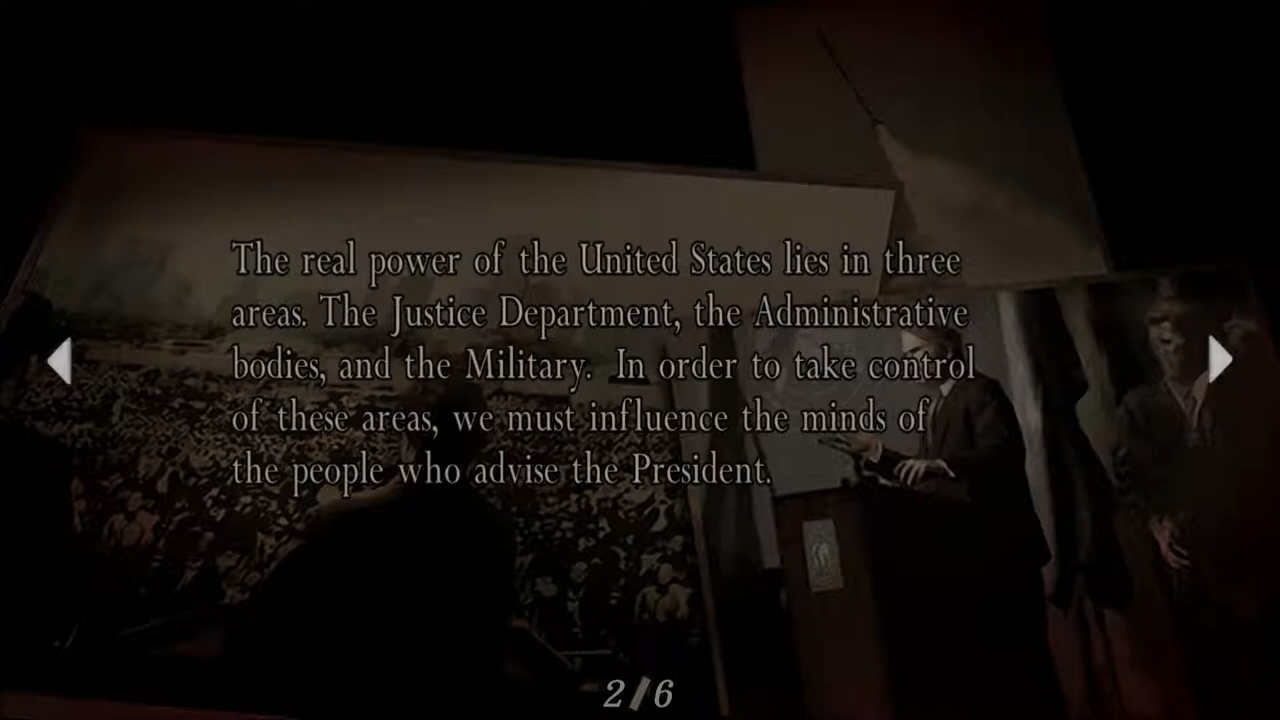 The real power of the United States lies in three
areas. The Justice Department, the Administrative
bodies, and the Military. In order to take control
of these areas, we must influence the minds of
the people who advise the President.
2/6